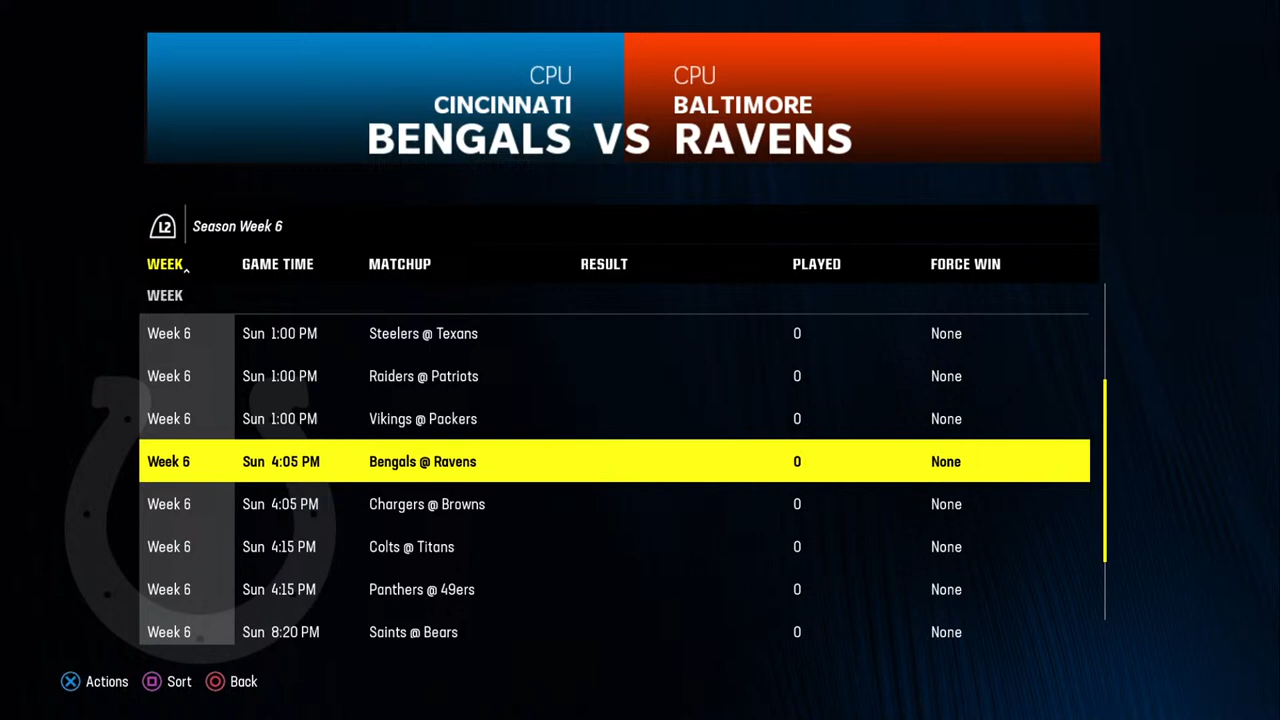 CPU CPU
CINCINNATI BALTIMORE
BENGALS VS RAVENS
L2 Season Week 6
WEEK GAME TIME MATCHUP RESULT PLAYED FORCE WIN
WEEK
Week 6 Sun 1:00 PM Steelers @ Texans 0 None
Week 6 Sun 1:00 PM Raiders @ Patriots 0 None
Week 6 Sun 1:00 PM Vikings @ Packers 0 None
Week 6 Sun 4:05 PM Bengals @ Ravens 0 None
Week 6 Sun 4:05 PM Chargers @ Browns 0 None
Week 6 Sun 4:15 PM Colts @ Titans 0 None
Week 6 Sun 4:15 PM Panthers @ 49ers 0 None
Week 6 Sun 8:20 PM Saints @ Bears 0 None
Actions Sort Back